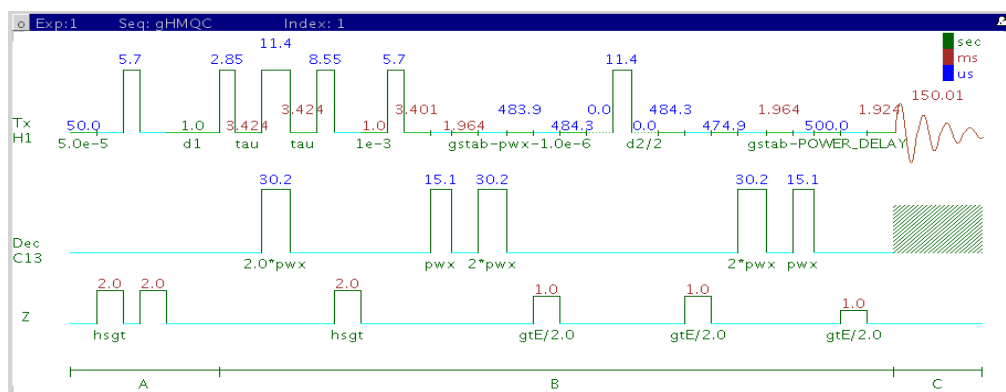 Exp:1 Seq: gHMQC Index: 1
sec
ms
us
5.7 2.85 11.4 8.55 5.7 483.9 0.0 11.4 484.3 1.964 1.924 150.01
Tx
H1
50.0 3.424 3.424 3.401 1.964 484.3 0.0 474.9 500.0
5.0e-5 1.0 d1 tau tau 1.0 1e-3 gstab-pwx-1.0e-6 d2/2 gstab-POWER_DELAY
30.2 15.1 30.2 30.2 15.1
Dec
C13
2.0*pwx pwx 2*pwx 2*pwx pwx
2.0 2.0 2.0 1.0 1.0 1.0
Z
hsgt hsgt gtE/2.0 gtE/2.0 gtE/2.0
A B C